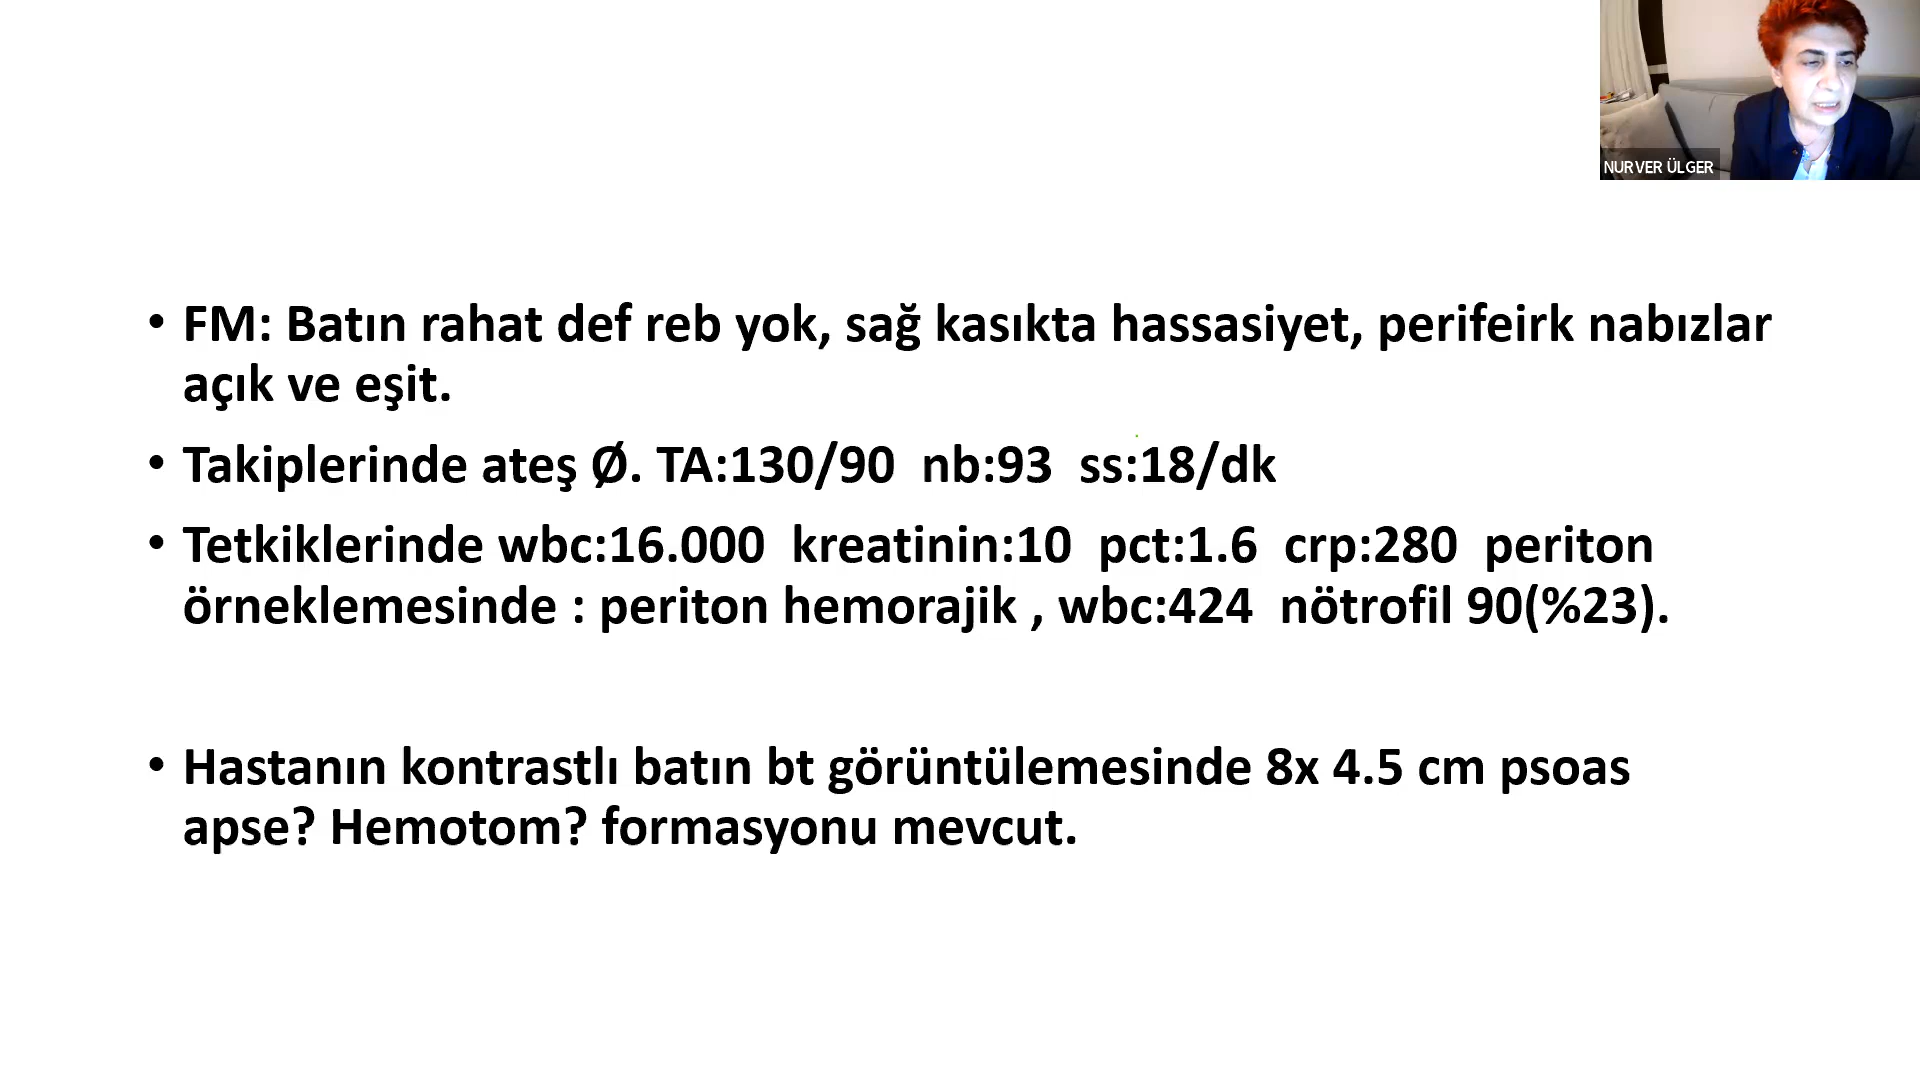 NURVER ÜLGER
• FM: Batın rahat def reb yok, sağ kasıkta hassasiyet, perifeirk nabızlar
açık ve eşit.
• Takiplerinde ateş Ø. TA:130/90 nb:93 ss:18/dk
• Tetkiklerinde wbc:16.000 kreatinin:10 pct:1.6 crp:280 periton
örneklemesinde : periton hemorajik , wbc:424 nötrofil 90(%23).
• Hastanın kontrastlı batın bt görüntülemesinde 8x 4.5 cm psoas
apse? Hemotom? formasyonu mevcut.